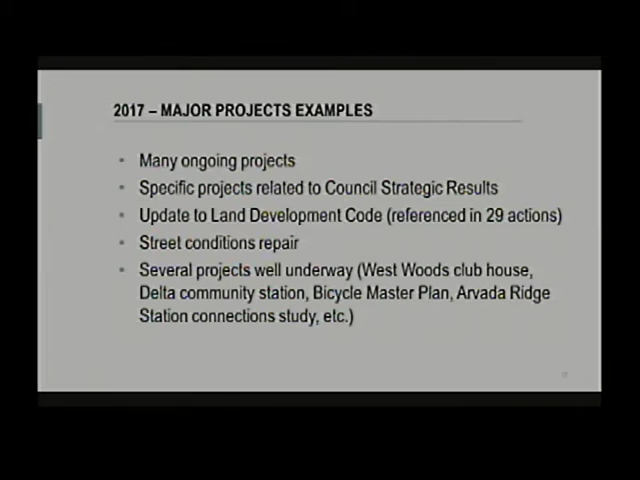 2017 – MAJOR PROJECTS EXAMPLES
• Many ongoing projects
• Specific projects related to Council Strategic Results
• Update to Land Development Code (referenced in 29 actions)
• Street conditions repair
• Several projects well underway (West Woods club house,
Delta community station, Bicycle Master Plan, Arvada Ridge
Station connections study, etc.)